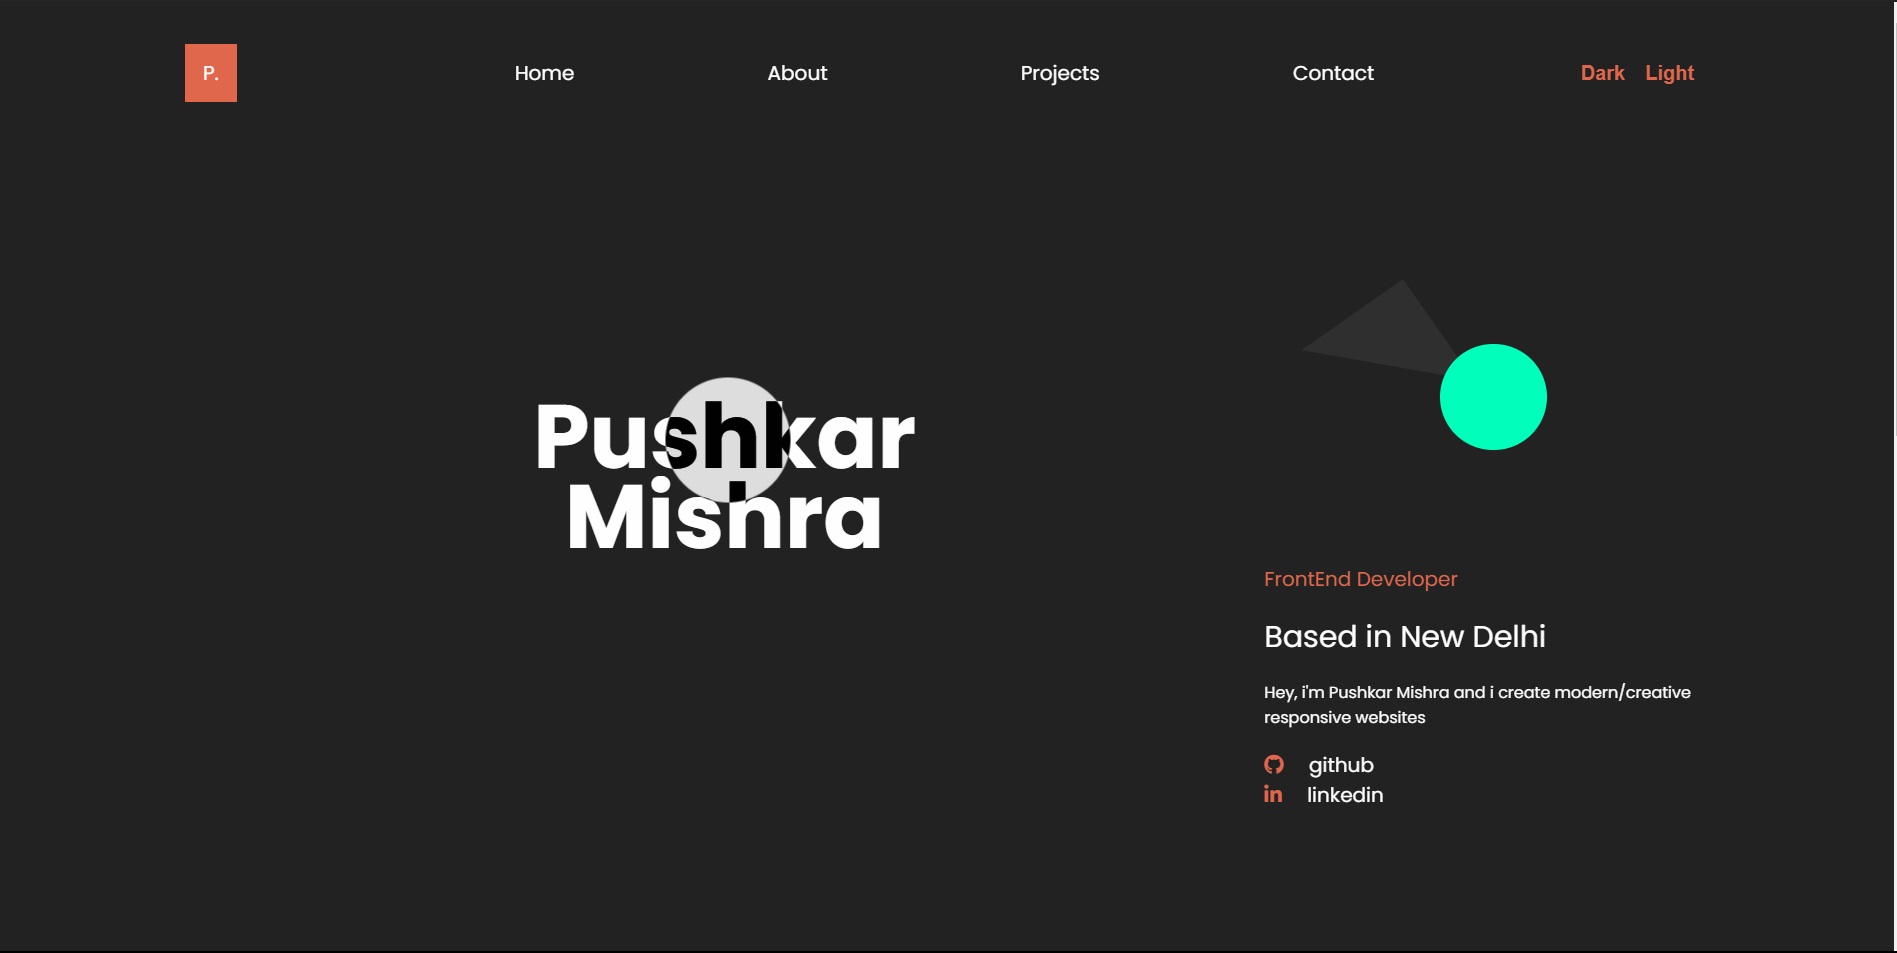 P.
Home
About
Projects
Contact
Dark Light
Pushkar
Mishra
FrontEnd Developer
Based in New Delhi
Hey, i'm Pushkar Mishra and i create modern/creative
responsive websites
github
in linkedin